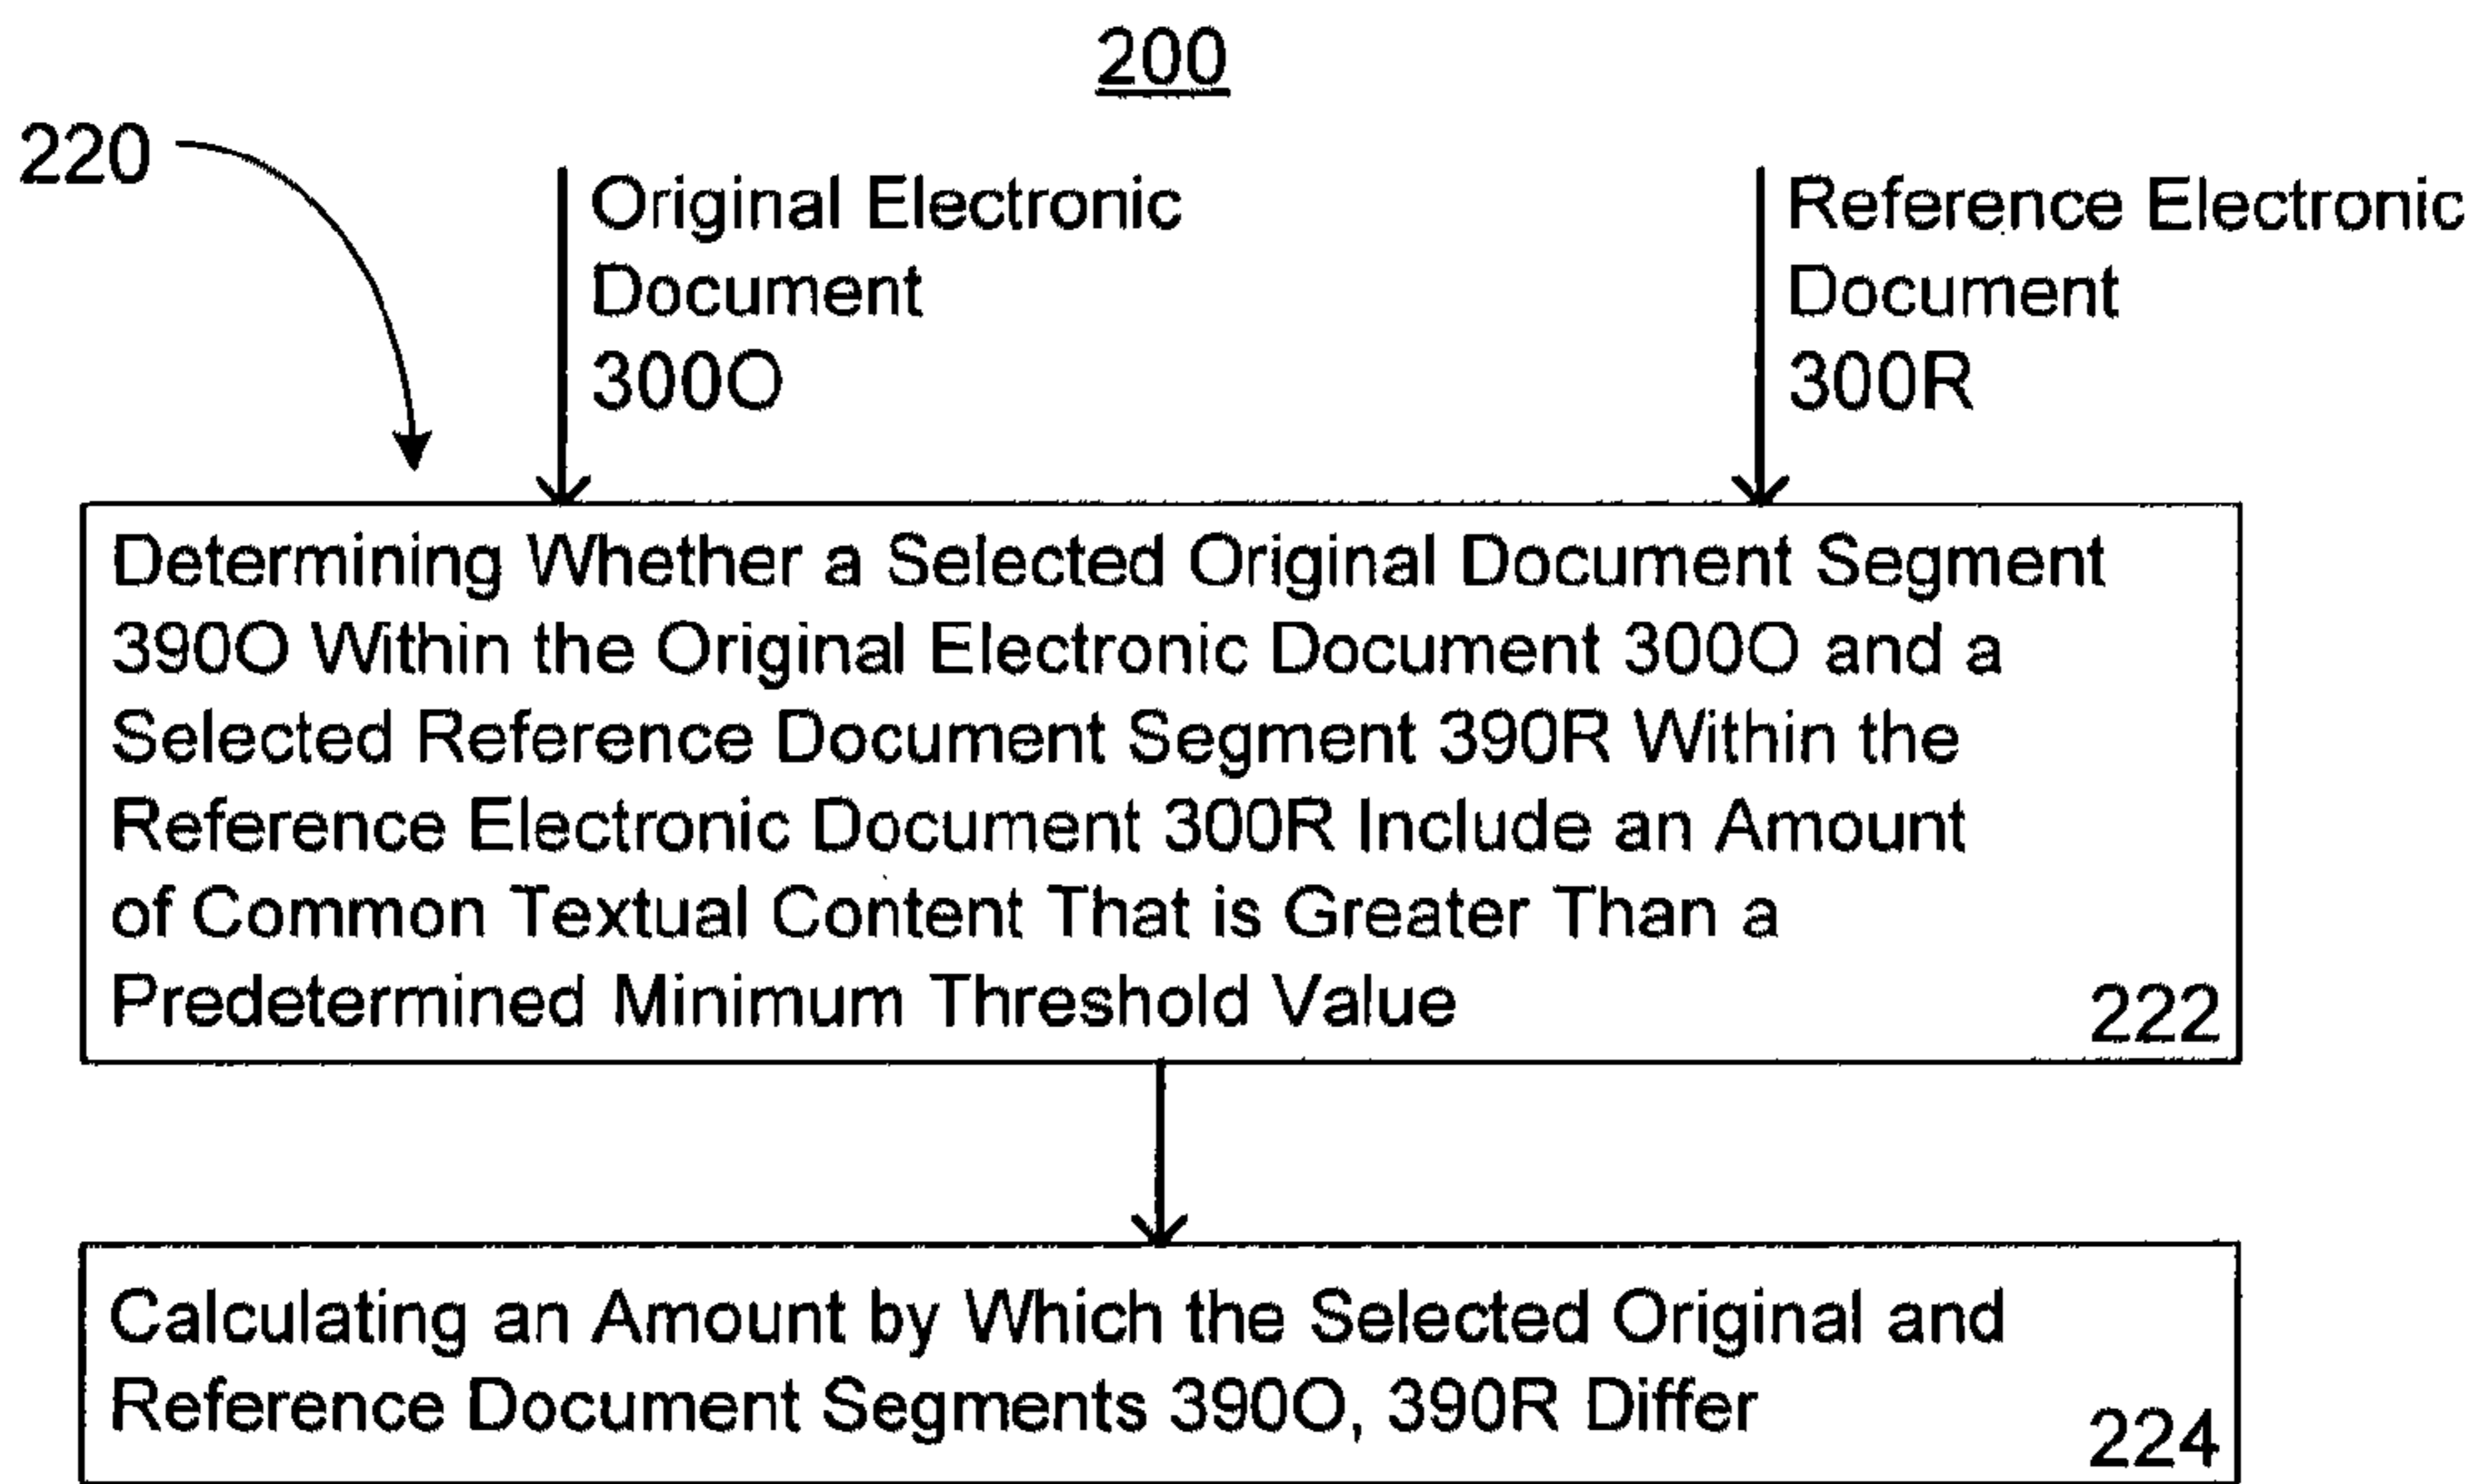 200
220
Original Electronic
Document
300O
Reference Electronic
Document
300R
Determining Whether a Selected Original Document Segment
390O Within the Original Electronic Document 300O and a
Selected Reference Document Segment 390R Within the
Reference Electronic Document 300R Include an Amount
of Common Textual Content That is Greater Than a
Predetermined Minimum Threshold Value
222
Calculating an Amount by Which the Selected Original and
Reference Document Segments 390O, 390R Differ
224